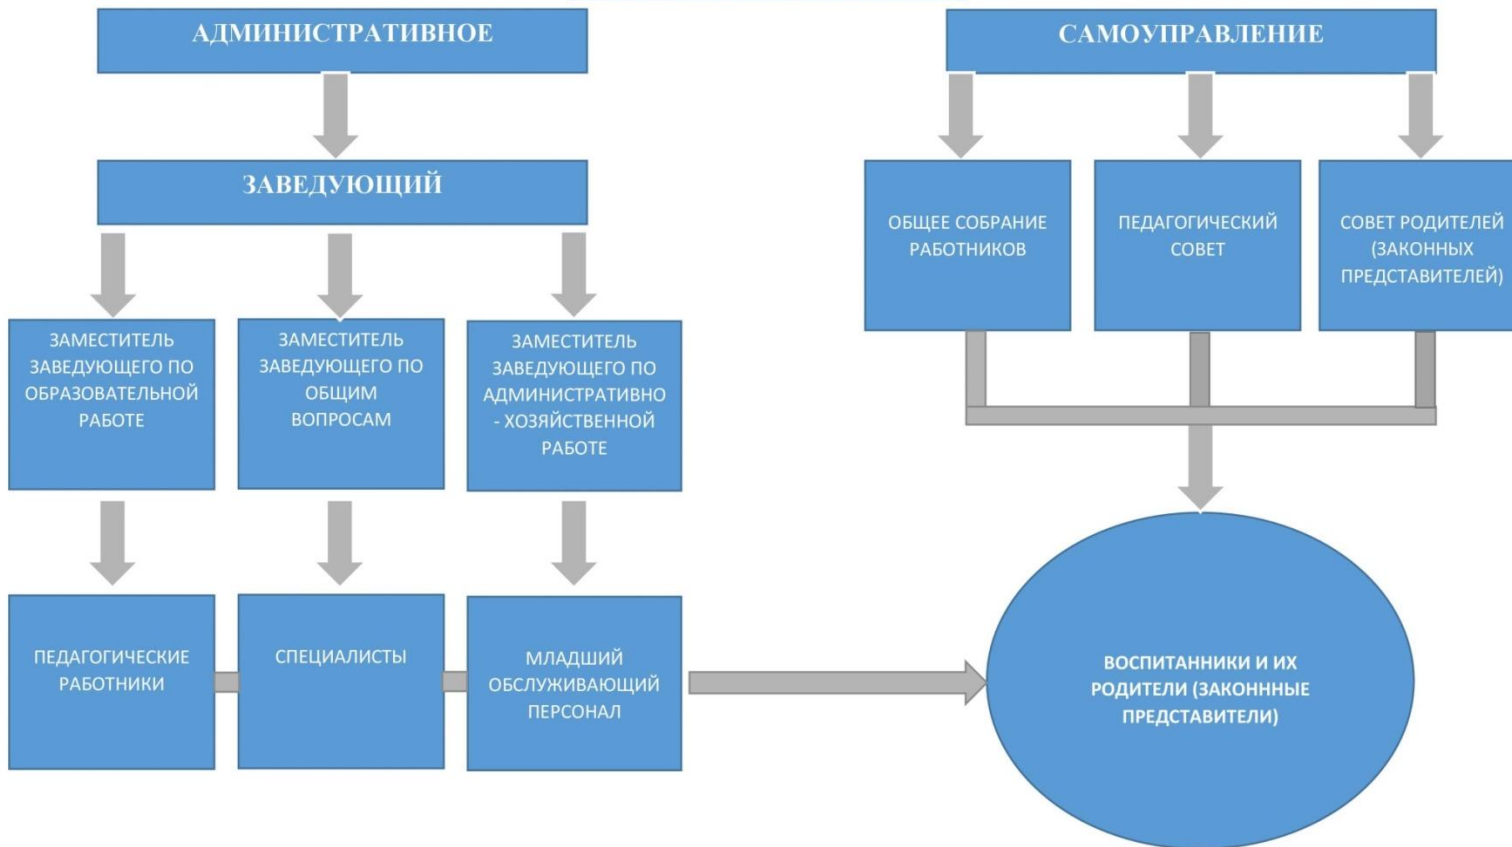 АДМИНИСТРАТИВНОЕ
САМОУПРАВЛЕНИЕ
ЗАВЕДУЮЩИЙ
ОБЩЕЕ СОБРАНИЕ
РАБОТНИКОВ
ПЕДАГОГИЧЕСКИЙ
СОВЕТ
СОВЕТ РОДИТЕЛЕЙ
(ЗАКОННЫХ
ПРЕДСТАВИТЕЛЕЙ)
ЗАМЕСТИТЕЛЬ
ЗАВЕДУЮЩЕГО ПО
ОБРАЗОВАТЕЛЬНОЙ
РАБОТЕ
ЗАМЕСТИТЕЛЬ
ЗАВЕДУЮЩЕГО ПО
ОБЩИМ
ВОПРОСАМ
ЗАМЕСТИТЕЛЬ
ЗАВЕДУЮЩЕГО ПО
АДМИНИСТРАТИВНО
- ХОЗЯЙСТВЕННОЙ
РАБОТЕ
ПЕДАГОГИЧЕСКИЕ
РАБОТНИКИ
СПЕЦИАЛИСТЫ
МЛАДШИЙ
ОБСЛУЖИВАЮЩИЙ
ПЕРСОНАЛ
ВОСПИТАННИКИ И ИХ
РОДИТЕЛИ (ЗАКОНННЫЕ
ПРЕДСТАВИТЕЛИ)